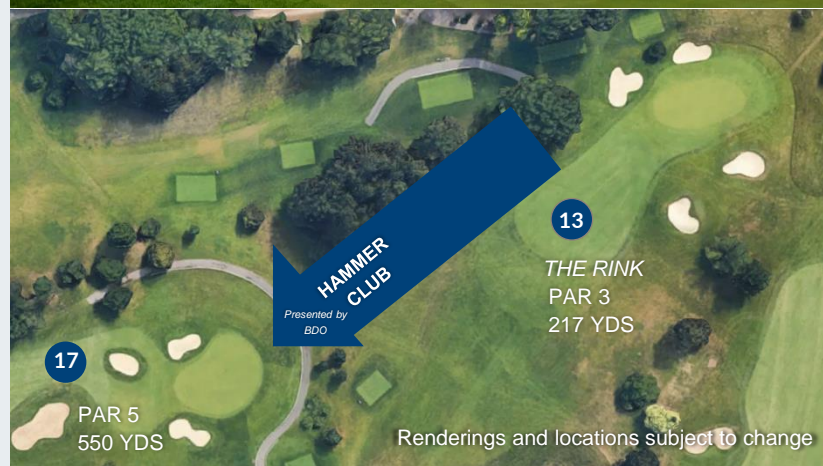 HAMMER
CLUB
Presented by
BDO
13
THE RINK
PAR 3
217 YDS
17
PAR 5
550 YDS
Renderings and locations subject to change